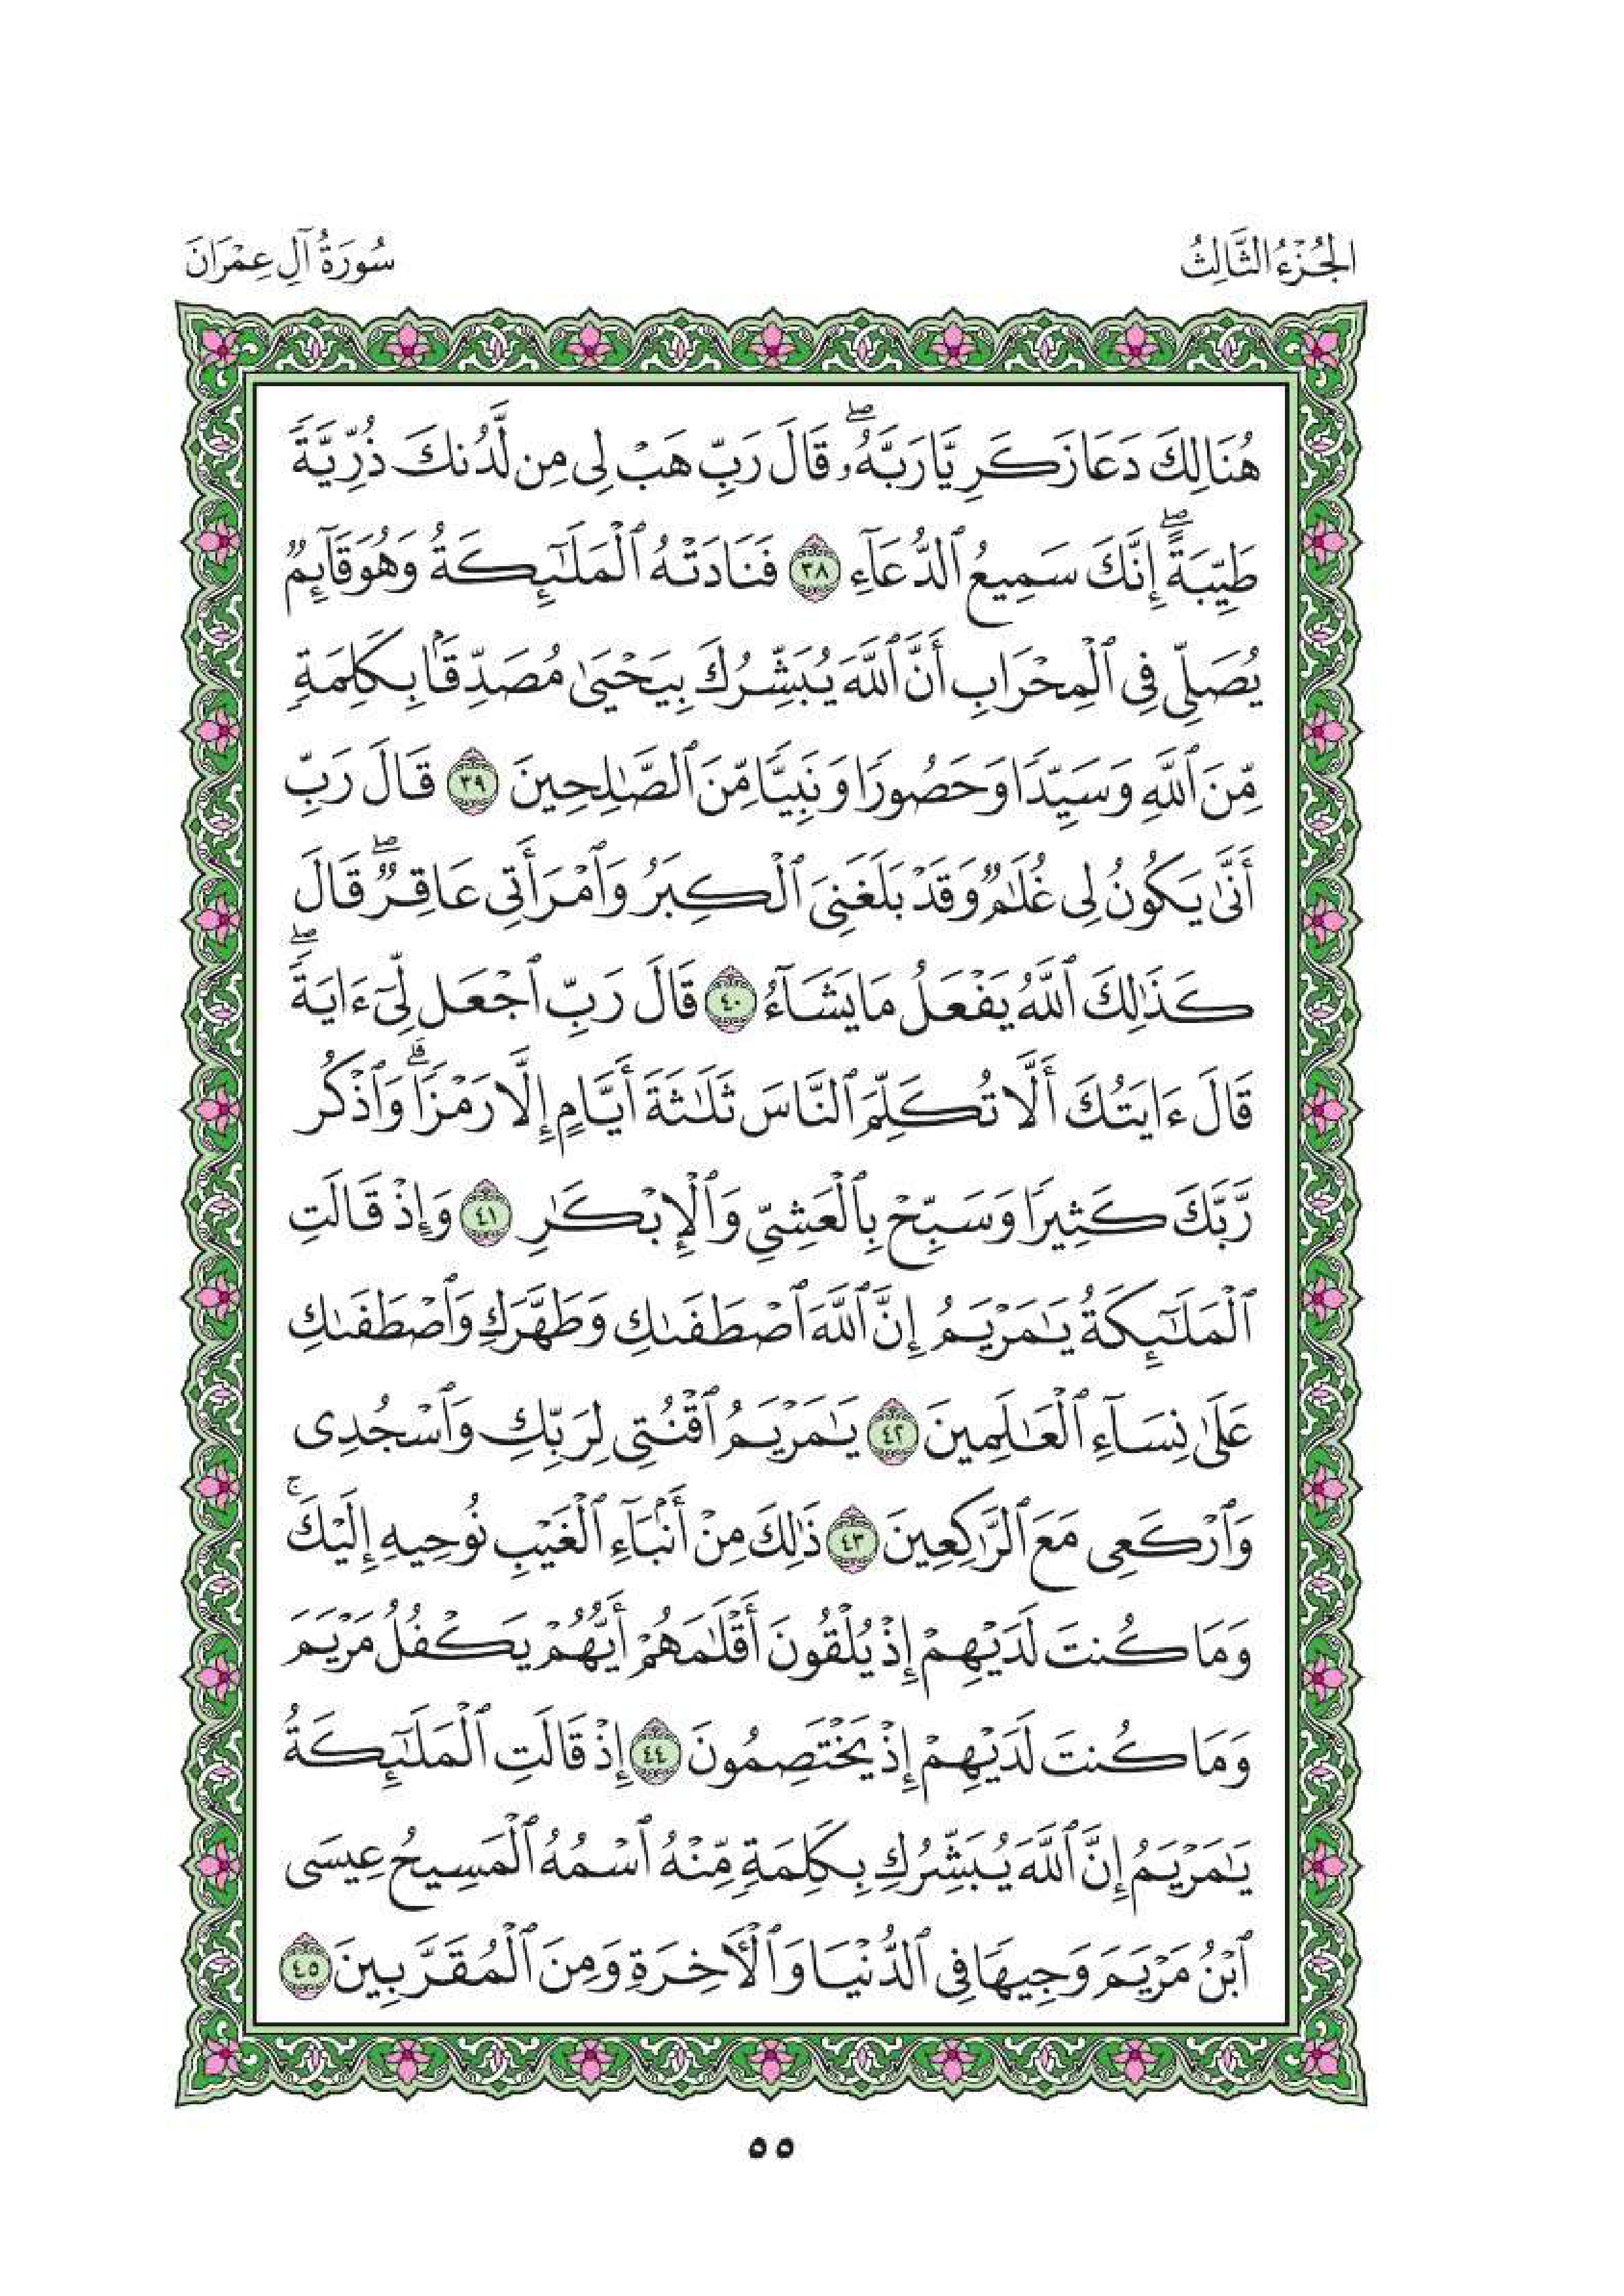 الجُزْءُ الثَّالِثُ
سُورَةُ آلِ عِمْرَانَ
هُنَالِكَ دَعَا زَكَرِيَّا رَبَّهُۥۖ قَالَ رَبِّ هَبۡ لِي مِن لَّدُنكَ ذُرِّيَّةٗ
طَيِّبَةًۖ إِنَّكَ سَمِيعُ ٱلدُّعَآءِ ٣٨ فَنَادَتۡهُ ٱلۡمَلَٰٓئِكَةُ وَهُوَ قَآئِمٞ
يُصَلِّي فِي ٱلۡمِحۡرَابِ أَنَّ ٱللَّهَ يُبَشِّرُكَ بِيَحۡيَىٰ مُصَدِّقَۢا بِكَلِمَةٖ
مِّنَ ٱللَّهِ وَسَيِّدٗا وَحَصُورٗا وَنَبِيّٗا مِّنَ ٱلصَّٰلِحِينَ ٣٩ قَالَ رَبِّ
أَنَّىٰ يَكُونُ لِي غُلَٰمٞ وَقَدۡ بَلَغَنِيَ ٱلۡكِبَرُ وَٱمۡرَأَتِي عَاقِرٞۖ قَالَ
كَذَٰلِكَ ٱللَّهُ يَفۡعَلُ مَا يَشَآءُ ٤٠ قَالَ رَبِّ ٱجۡعَل لِّيٓ ءَايَةٗۖ
قَالَ ءَايَتُكَ أَلَّا تُكَلِّمَ ٱلنَّاسَ ثَلَٰثَةَ أَيَّامٍ إِلَّا رَمۡزٗاۗ وَٱذۡكُر
رَّبَّكَ كَثِيرٗا وَسَبِّحۡ بِٱلۡعَشِيِّ وَٱلۡإِبۡكَٰرِ ٤١ وَإِذۡ قَالَتِ
ٱلۡمَلَٰٓئِكَةُ يَٰمَرۡيَمُ إِنَّ ٱللَّهَ ٱصۡطَفَىٰكِ وَطَهَّرَكِ وَٱصۡطَفَىٰكِ
عَلَىٰ نِسَآءِ ٱلۡعَٰلَمِينَ ٤٢ يَٰمَرۡيَمُ ٱقۡنُتِي لِرَبِّكِ وَٱسۡجُدِي
وَٱرۡكَعِي مَعَ ٱلرَّٰكِعِينَ ٤٣ ذَٰلِكَ مِنۡ أَنۢبَآءِ ٱلۡغَيۡبِ نُوحِيهِ إِلَيۡكَۚ
وَمَا كُنتَ لَدَيۡهِمۡ إِذۡ يُلۡقُونَ أَقۡلَٰمَهُمۡ أَيُّهُمۡ يَكۡفُلُ مَرۡيَمَ
وَمَا كُنتَ لَدَيۡهِمۡ إِذۡ يَخۡتَصِمُونَ ٤٤ إِذۡ قَالَتِ ٱلۡمَلَٰٓئِكَةُ
يَٰمَرۡيَمُ إِنَّ ٱللَّهَ يُبَشِّرُكِ بِكَلِمَةٖ مِّنۡهُ ٱسۡمُهُ ٱلۡمَسِيحُ عِيسَى
ٱبۡنُ مَرۡيَمَ وَجِيهٗا فِي ٱلدُّنۡيَا وَٱلۡأٓخِرَةِ وَمِنَ ٱلۡمُقَرَّبِينَ ٤٥
٥٥